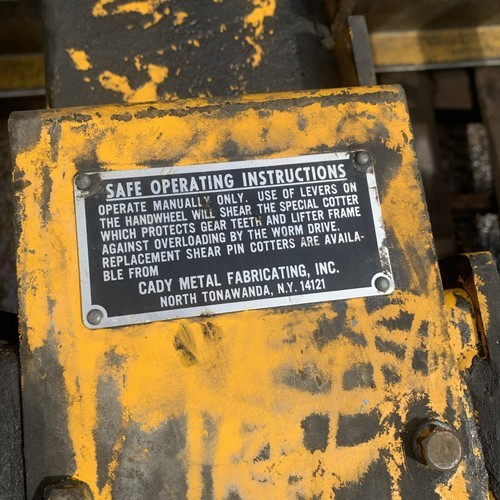 SAFE OPERATING INSTRUCTIONS
OPERATE MANUALLY ONLY. USE OF LEVERS ON
THE HANDWHEEL WILL SHEAR THE SPECIAL COTTER
WHICH PROTECTS GEAR TEETH AND LIFTER FRAME
AGAINST OVERLOADING BY THE WORM DRIVE.
REPLACEMENT SHEAR PIN COTTERS ARE AVAILA-
BLE FROM
CADY METAL FABRICATING, INC.
NORTH TONAWANDA, N.Y. 14121